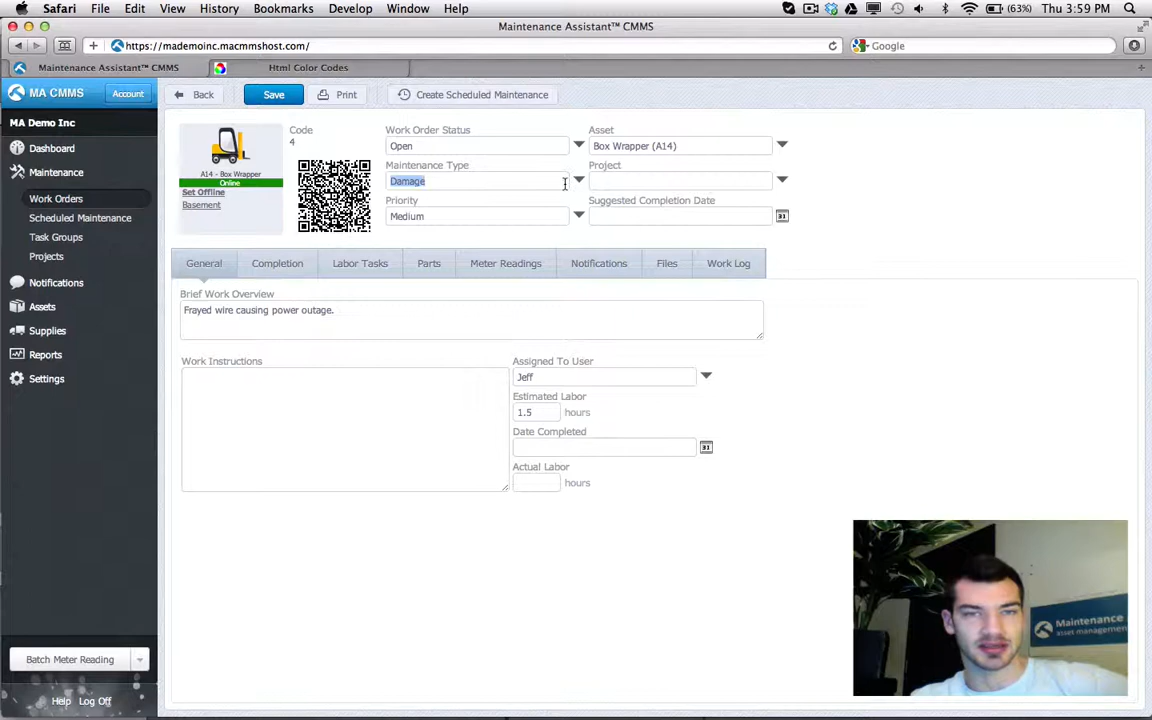 Safari File Edit View History Bookmarks Develop Window Help (63%) Thu 3:59 PM
Maintenance Assistant™ CMMS
https://mademoinc.macmmshost.com/ Google
Maintenance Assistant™ CMMS Html Color Codes
MA CMMS Account
Back Save Print Create Scheduled Maintenance
MA Demo Inc
Dashboard
Maintenance
Work Orders
Scheduled Maintenance
Task Groups
Projects
Notifications
Assets
Supplies
Reports
Settings
Batch Meter Reading
Help Log Off
A14 - Box Wrapper
Online
Set Offline
Basement
Code
4
Work Order Status
Open
Maintenance Type
Damage
Priority
Medium
Asset
Box Wrapper (A14)
Project
Suggested Completion Date
31
General Completion Labor Tasks Parts Meter Readings Notifications Files Work Log
Brief Work Overview
Frayed wire causing power outage.
Work Instructions
Assigned To User
Jeff
Estimated Labor
1.5 hours
Date Completed
31
Actual Labor
hours
Maintenance
asset management